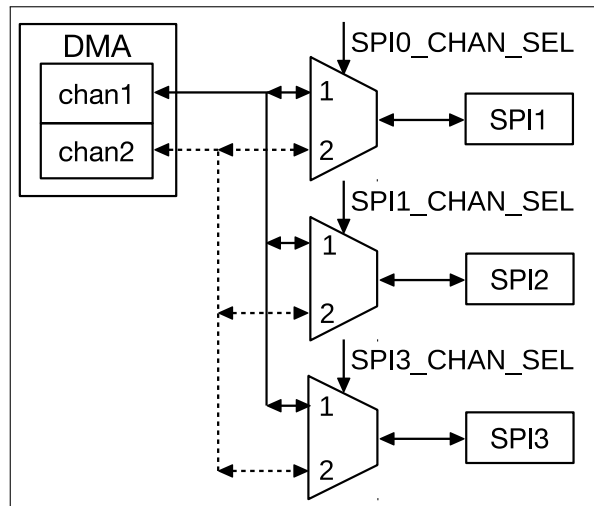 DMA
chan1
chan2
SPI0_CHAN_SEL
1
2
SPI1
SPI1_CHAN_SEL
1
2
SPI2
SPI3_CHAN_SEL
1
2
SPI3